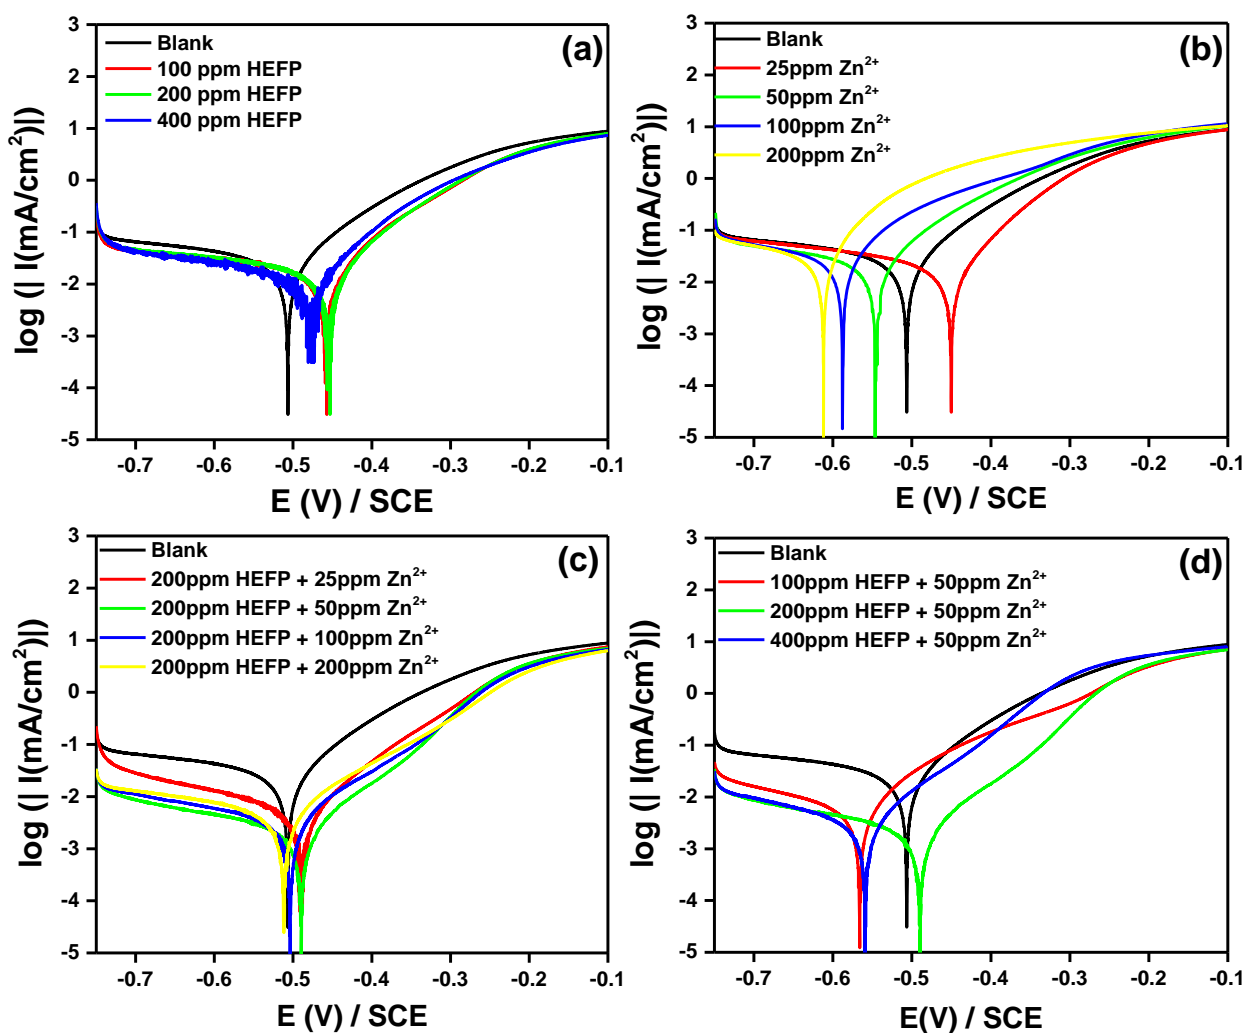 Blank
100 ppm HEFP
200 ppm HEFP
400 ppm HEFP
(a)
3
2
1
0
-1
-2
-3
-4
-5
log (| I(mA/cm²)|)
-0.7 -0.6 -0.5 -0.4 -0.3 -0.2 -0.1
E (V) / SCE
Blank
25ppm Zn²⁺
50ppm Zn²⁺
100ppm Zn²⁺
200ppm Zn²⁺
(b)
3
2
1
0
-1
-2
-3
-4
-5
log (| I(mA/cm²)|)
-0.7 -0.6 -0.5 -0.4 -0.3 -0.2 -0.1
E (V) / SCE
Blank
200ppm HEFP + 25ppm Zn²⁺
200ppm HEFP + 50ppm Zn²⁺
200ppm HEFP + 100ppm Zn²⁺
200ppm HEFP + 200ppm Zn²⁺
(c)
3
2
1
0
-1
-2
-3
-4
-5
log (| I(mA/cm²)|)
-0.7 -0.6 -0.5 -0.4 -0.3 -0.2 -0.1
E (V) / SCE
Blank
100ppm HEFP + 50ppm Zn²⁺
200ppm HEFP + 50ppm Zn²⁺
400ppm HEFP + 50ppm Zn²⁺
(d)
3
2
1
0
-1
-2
-3
-4
-5
log (| I(mA/cm²)|)
-0.7 -0.6 -0.5 -0.4 -0.3 -0.2 -0.1
E(V) / SCE